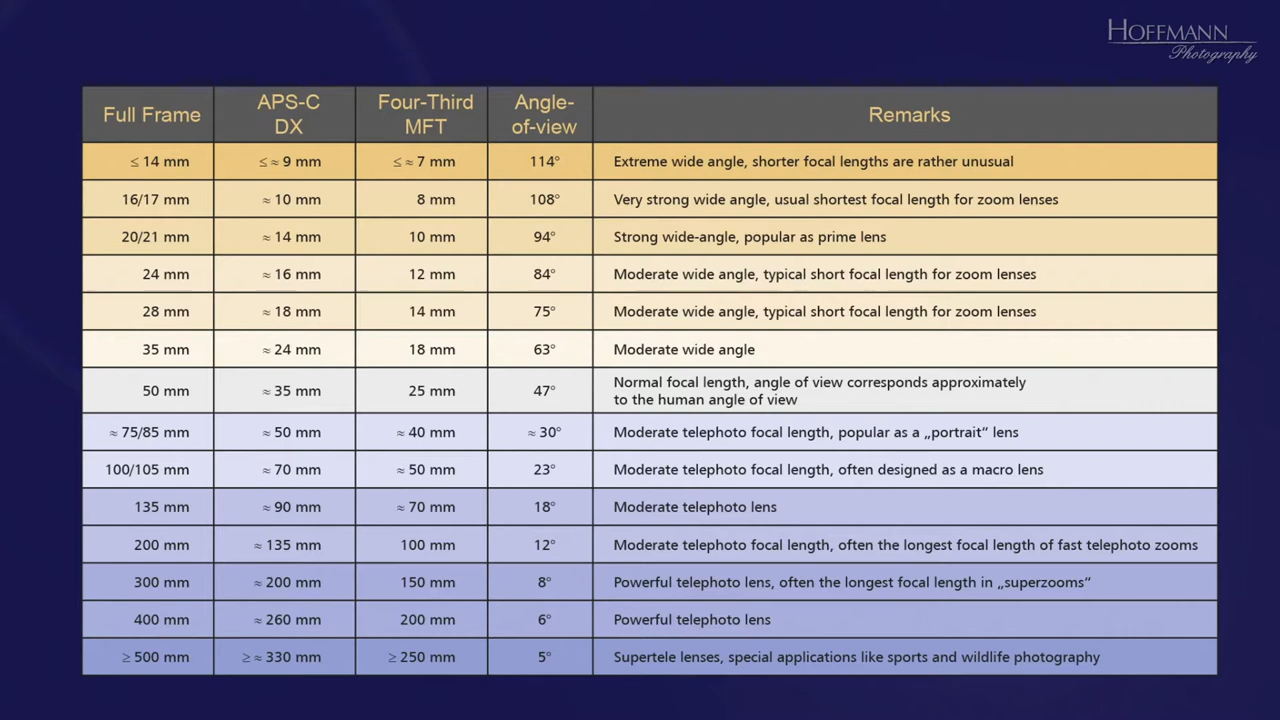 HOFFMANN
Photography
Full Frame
APS-C
DX
Four-Third
MFT
Angle-
of-view
Remarks
≤ 14 mm ≤ ≈ 9 mm ≤ ≈ 7 mm 114° Extreme wide angle, shorter focal lengths are rather unusual
16/17 mm ≈ 10 mm 8 mm 108° Very strong wide angle, usual shortest focal length for zoom lenses
20/21 mm ≈ 14 mm 10 mm 94° Strong wide-angle, popular as prime lens
24 mm ≈ 16 mm 12 mm 84° Moderate wide angle, typical short focal length for zoom lenses
28 mm ≈ 18 mm 14 mm 75° Moderate wide angle, typical short focal length for zoom lenses
35 mm ≈ 24 mm 18 mm 63° Moderate wide angle
50 mm ≈ 35 mm 25 mm 47° Normal focal length, angle of view corresponds approximately
to the human angle of view
≈ 75/85 mm ≈ 50 mm ≈ 40 mm ≈ 30° Moderate telephoto focal length, popular as a „portrait“ lens
100/105 mm ≈ 70 mm ≈ 50 mm 23° Moderate telephoto focal length, often designed as a macro lens
135 mm ≈ 90 mm ≈ 70 mm 18° Moderate telephoto lens
200 mm ≈ 135 mm 100 mm 12° Moderate telephoto focal length, often the longest focal length of fast telephoto zooms
300 mm ≈ 200 mm 150 mm 8° Powerful telephoto lens, often the longest focal length in „superzooms“
400 mm ≈ 260 mm 200 mm 6° Powerful telephoto lens
≥ 500 mm ≥ ≈ 330 mm ≥ 250 mm 5° Supertele lenses, special applications like sports and wildlife photography